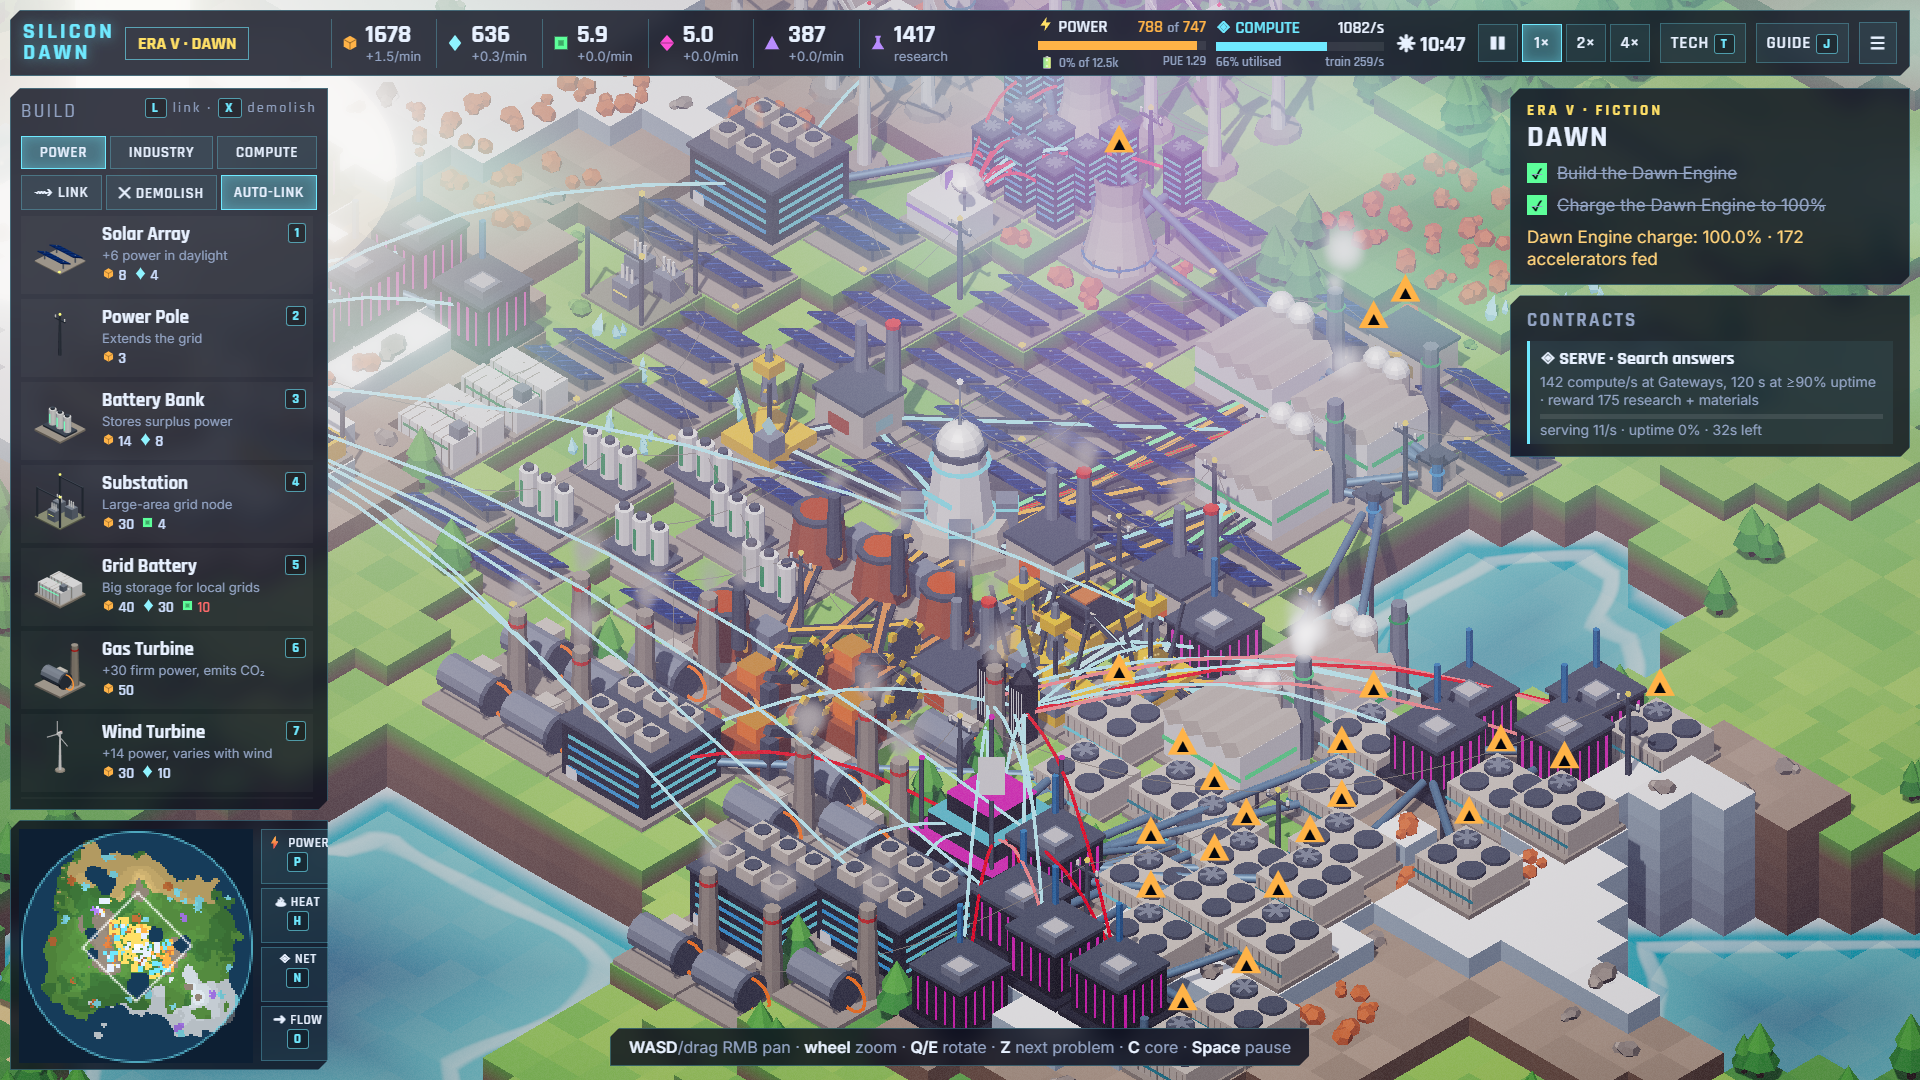 SILICON
DAWN
ERA V · DAWN
1678
+1.5/min
636
+0.3/min
5.9
+0.0/min
5.0
+0.0/min
387
+0.0/min
1417
research
POWER 788 of 747
0% of 12.5k PUE 1.29
COMPUTE 1082/s
66% utilised train 259/s
10:47
1×
2×
4×
TECH T
GUIDE J
BUILD L link · X demolish
POWER INDUSTRY COMPUTE
LINK DEMOLISH AUTO-LINK
Solar Array 1
+6 power in daylight
8 4
Power Pole 2
Extends the grid
3
Battery Bank 3
Stores surplus power
14 8
Substation 4
Large-area grid node
30 4
Grid Battery 5
Big storage for local grids
40 30 10
Gas Turbine 6
+30 firm power, emits CO₂
50
Wind Turbine 7
+14 power, varies with wind
30 10
POWER
P
HEAT
H
NET
N
FLOW
O
ERA V · FICTION
DAWN
Build the Dawn Engine
Charge the Dawn Engine to 100%
Dawn Engine charge: 100.0% · 172
accelerators fed
CONTRACTS
SERVE · Search answers
142 compute/s at Gateways, 120 s at ≥90% uptime
· reward 175 research + materials
serving 11/s · uptime 0% · 32s left
WASD/drag RMB pan · wheel zoom · Q/E rotate · Z next problem · C core · Space pause